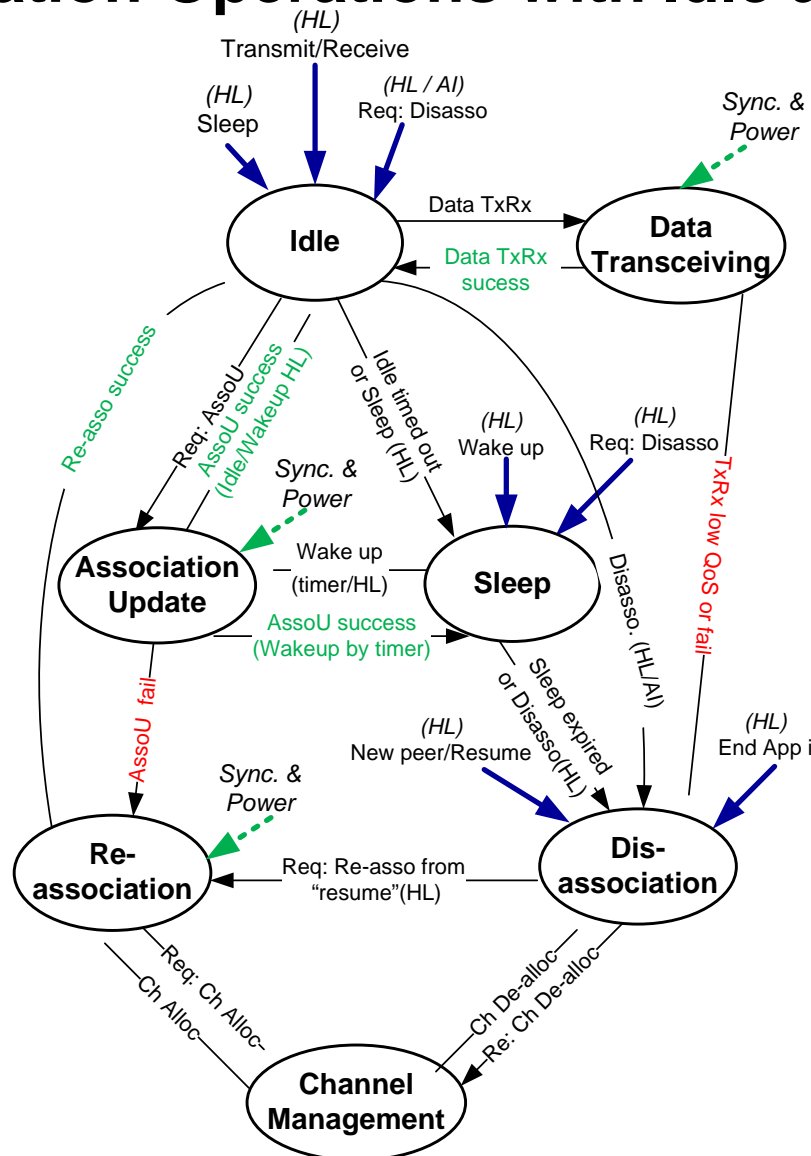 ation Operations with Idle a
(HL)
Transmit/Receive
(HL)
Sleep
(HL / AI)
Req: Disasso
Sync. &
Power
Idle
Data TxRx
Data
Transceiving
Data TxRx
sucess
Re-asso success
Req: AssoU
AssoU success
(Idle/Wakeup HL)
Idle timed out
or Sleep (HL)
(HL)
Wake up
(HL)
Req: Disasso
Sync. &
Power
TxRx low QoS or fail
Association
Update
Wake up
(timer/HL)
Sleep
Disasso. (HL/AI)
AssoU success
(Wakeup by timer)
AssoU fail
Sleep expired
or Disasso(HL)
(HL)
New peer/Resume
(HL)
End App i
Sync. &
Power
Re-
association
Req: Re-asso from
“resume”(HL)
Dis-
association
Req: Ch Alloc
Ch Alloc
Ch De-alloc
Re: Ch De-alloc
Channel
Management